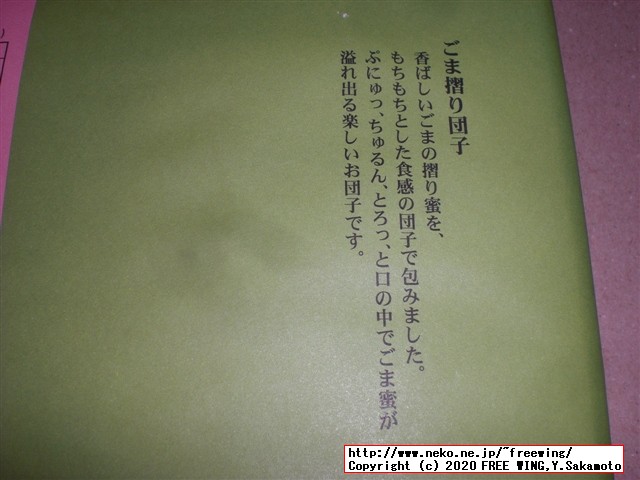 ごま摺り団子
香ばしいごまの摺り蜜を、
もちもちとした食感の団子で包みました。
ぷにゅっ、ちゅるん、とろっ、と口の中でごま蜜が
溢れ出る楽しいお団子です。
http://www.neko.ne.jp/~freewing/
Copyright (c) 2020 FREE WING,Y.Sakamoto